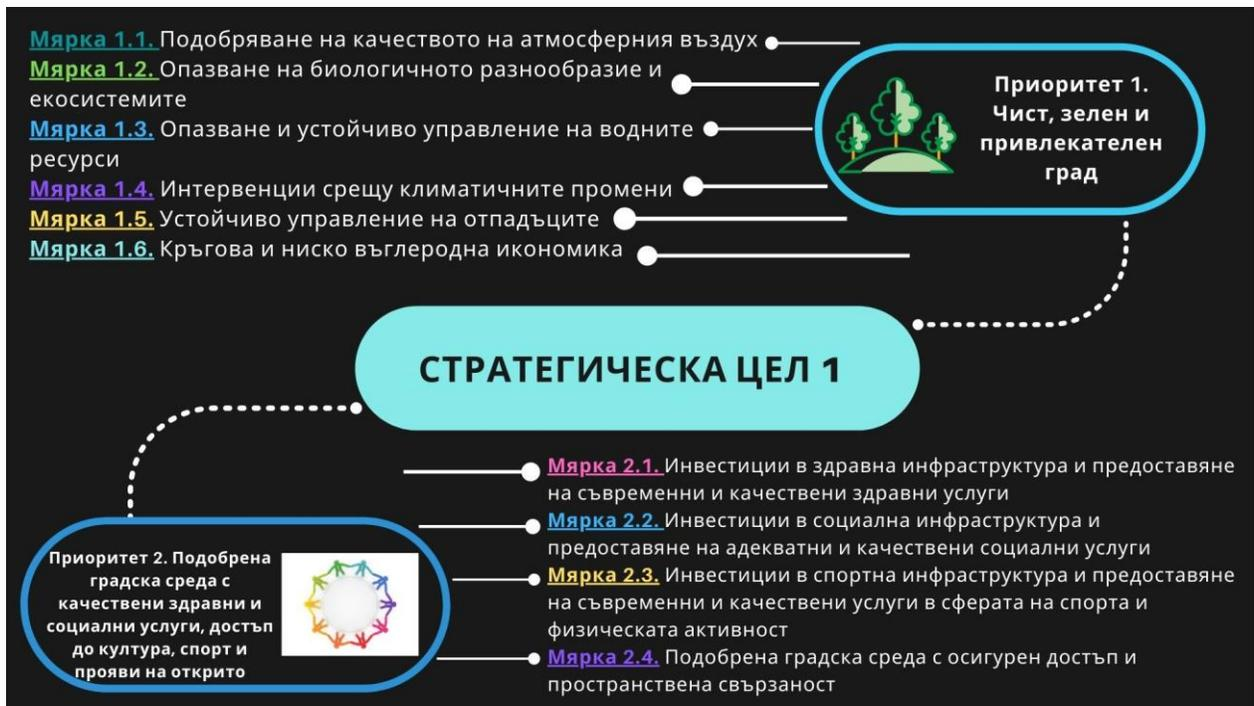 Мярка 1.1. Подобряване на качеството на атмосферния въздух
Мярка 1.2. Опазване на биологичното разнообразие и
екосистемите
Мярка 1.3. Опазване и устойчиво управление на водните
ресурси
Мярка 1.4. Интервенции срещу климатичните промени
Мярка 1.5. Устойчиво управление на отпадъците
Мярка 1.6. Кръгова и ниско въглеродна икономика
Приоритет 1.
Чист, зелен и
привлекателен
град
СТРАТЕГИЧЕСКА ЦЕЛ 1
Приоритет 2. Подобрена
градска среда с
качествени здравни и
социални услуги, достъп
до култура, спорт и
прояви на открито
Мярка 2.1. Инвестиции в здравна инфраструктура и предоставяне
на съвременни и качествени здравни услуги
Мярка 2.2. Инвестиции в социална инфраструктура и
предоставяне на адекватни и качествени социални услуги
Мярка 2.3. Инвестиции в спортна инфраструктура и предоставяне
на съвременни и качествени услуги в сферата на спорта и
физическата активност
Мярка 2.4. Подобрена градска среда с осигурен достъп и
пространствена свързаност